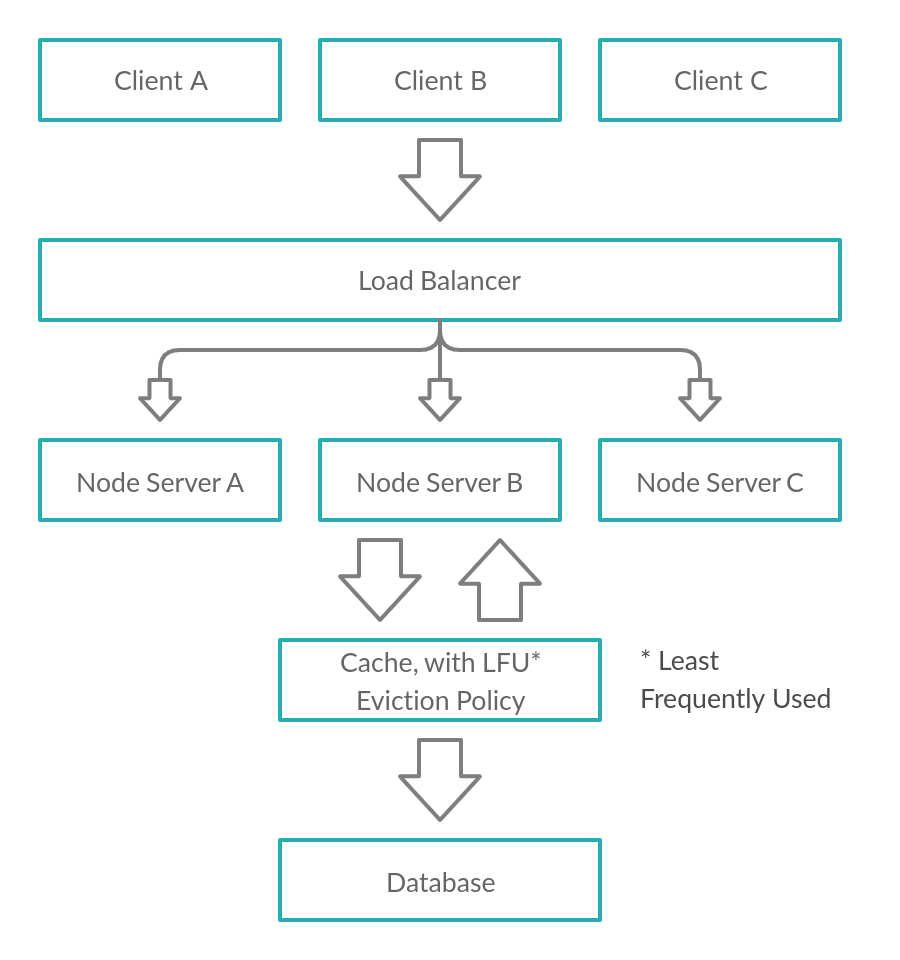 Client A
Client B
Client C
Load Balancer
Node Server A
Node Server B
Node Server C
Cache, with LFU*
Eviction Policy
* Least
Frequently Used
Database